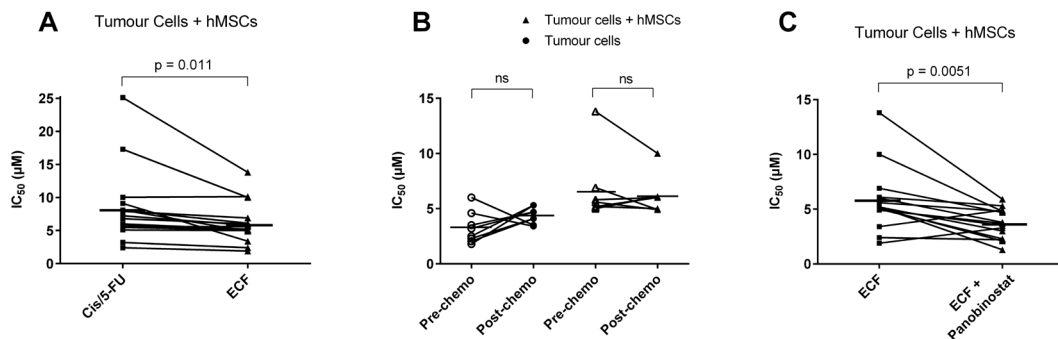 A
Tumour Cells + hMSCs
p = 0.011
25
20
15
10
5
0
IC50 (μM)
Cis/5-FU
ECF
B
Tumour cells + hMSCs
Tumour cells
ns
ns
15
10
5
0
IC50 (μM)
Pre-chemo
Post-chemo
Pre-chemo
Post-chemo
C
Tumour Cells + hMSCs
p = 0.0051
15
10
5
0
IC50 (μM)
ECF
ECF +
Panobinostat